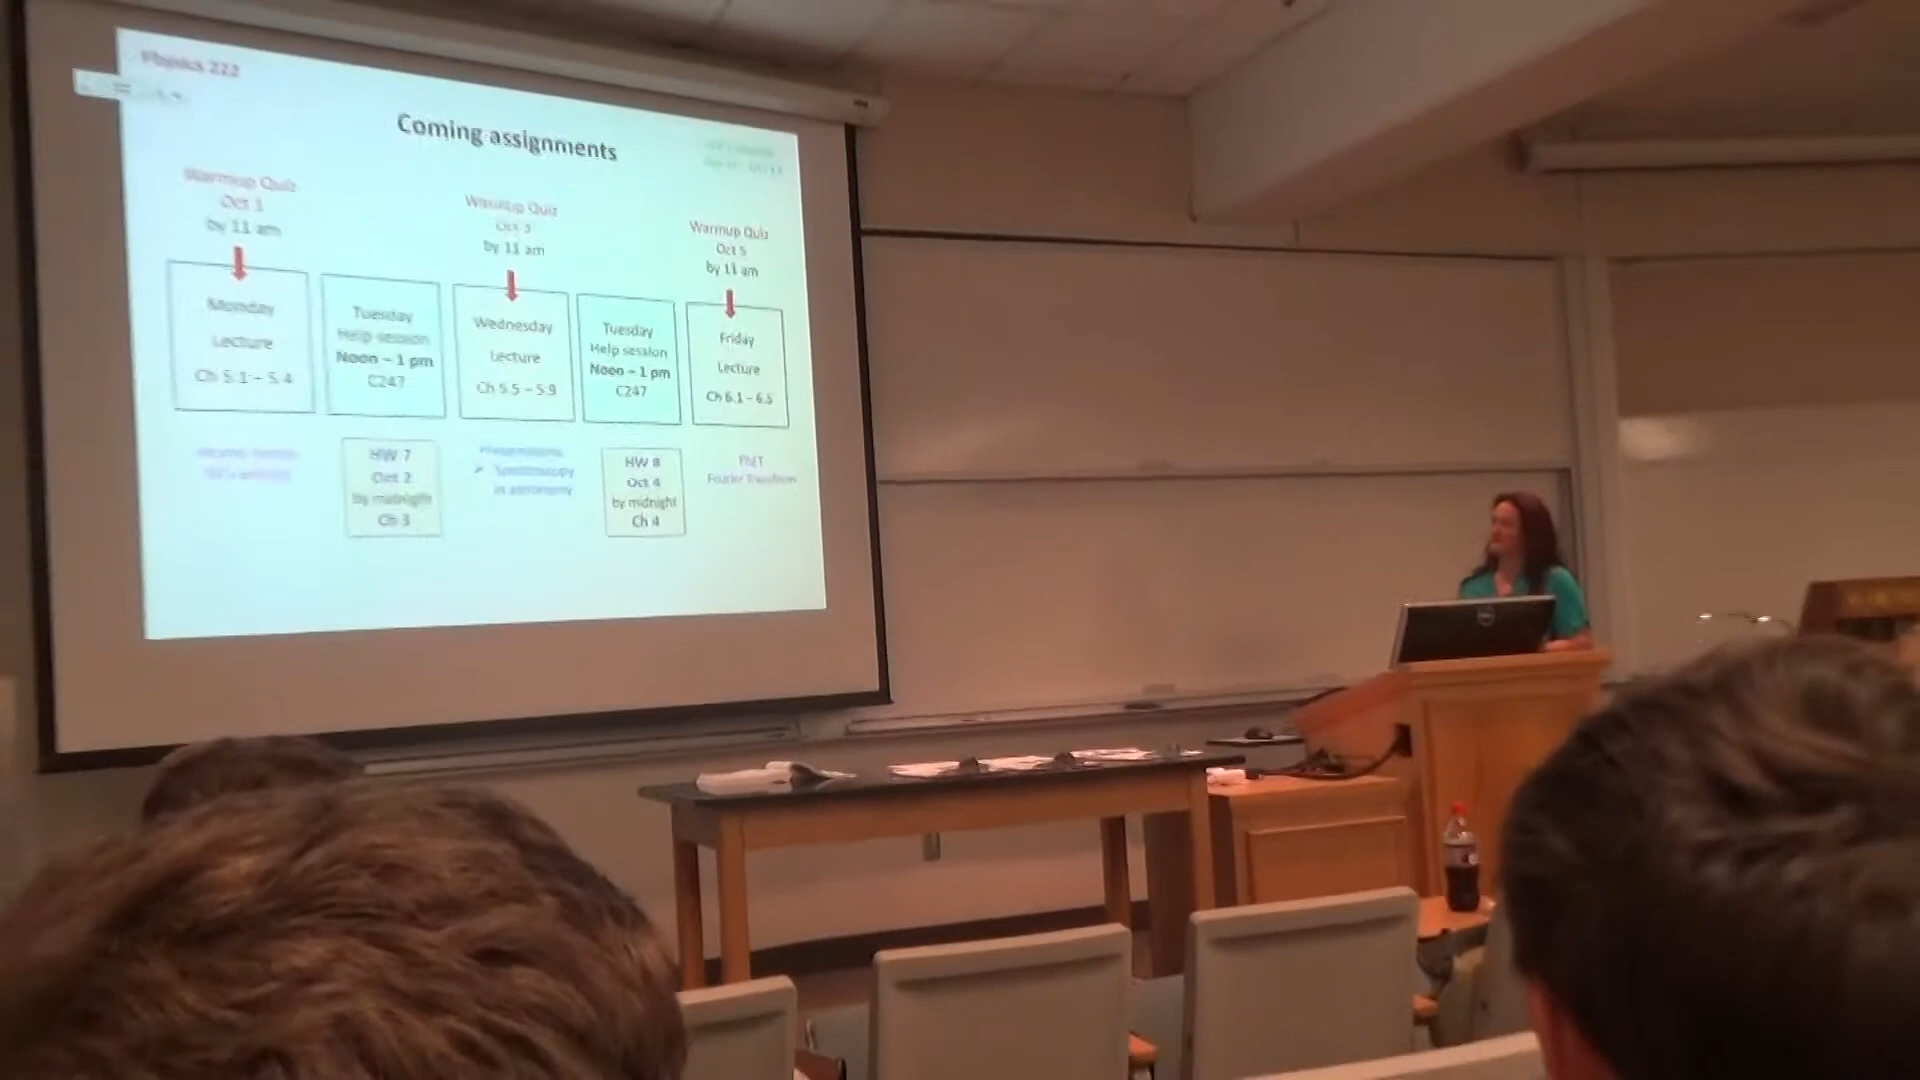 Physics 222
Coming assignments
Warmup Quiz
Oct 1
by 11 am
Warmup Quiz
Oct 3
by 11 am
Warmup Quiz
Oct 5
by 11 am
Monday
Lecture
Ch 5.1 – 5.4
Tuesday
Help session
Noon – 1 pm
C247
Wednesday
Lecture
Ch 5.5 – 5.9
Tuesday
Help session
Noon – 1 pm
C247
Friday
Lecture
Ch 6.1 – 6.5
HW 7
Oct 2
by midnight
Ch 3
Presentations
Spectroscopy
in astronomy
HW 8
Oct 4
by midnight
Ch 4
PhET
Fourier Transform
DELL